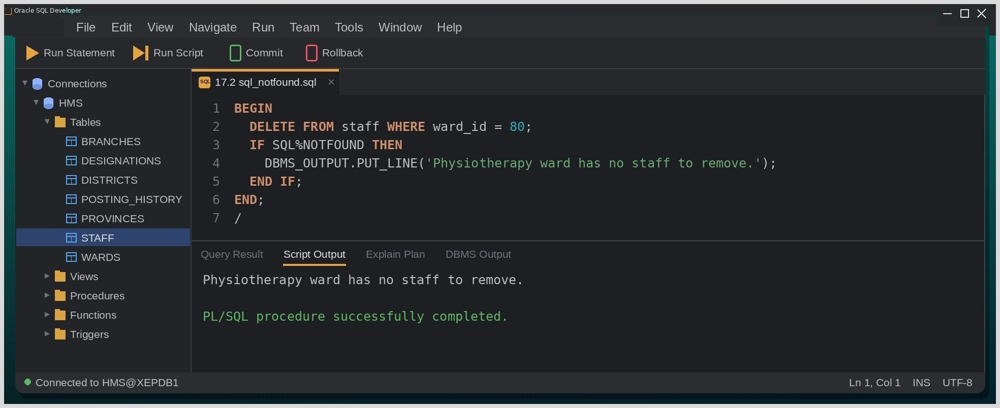 Oracle SQL Developer
File Edit View Navigate Run Team Tools Window Help
Run Statement Run Script Commit Rollback
Connections
HMS
Tables
BRANCHES
DESIGNATIONS
DISTRICTS
POSTING_HISTORY
PROVINCES
STAFF
WARDS
Views
Procedures
Functions
Triggers
SQL 17.2 sql_notfound.sql ×
1 BEGIN
2   DELETE FROM staff WHERE ward_id = 80;
3   IF SQL%NOTFOUND THEN
4     DBMS_OUTPUT.PUT_LINE('Physiotherapy ward has no staff to remove.');
5   END IF;
6 END;
7 /
Query Result Script Output Explain Plan DBMS Output
Physiotherapy ward has no staff to remove.
PL/SQL procedure successfully completed.
Connected to HMS@XEPDB1 Ln 1, Col 1 INS UTF-8